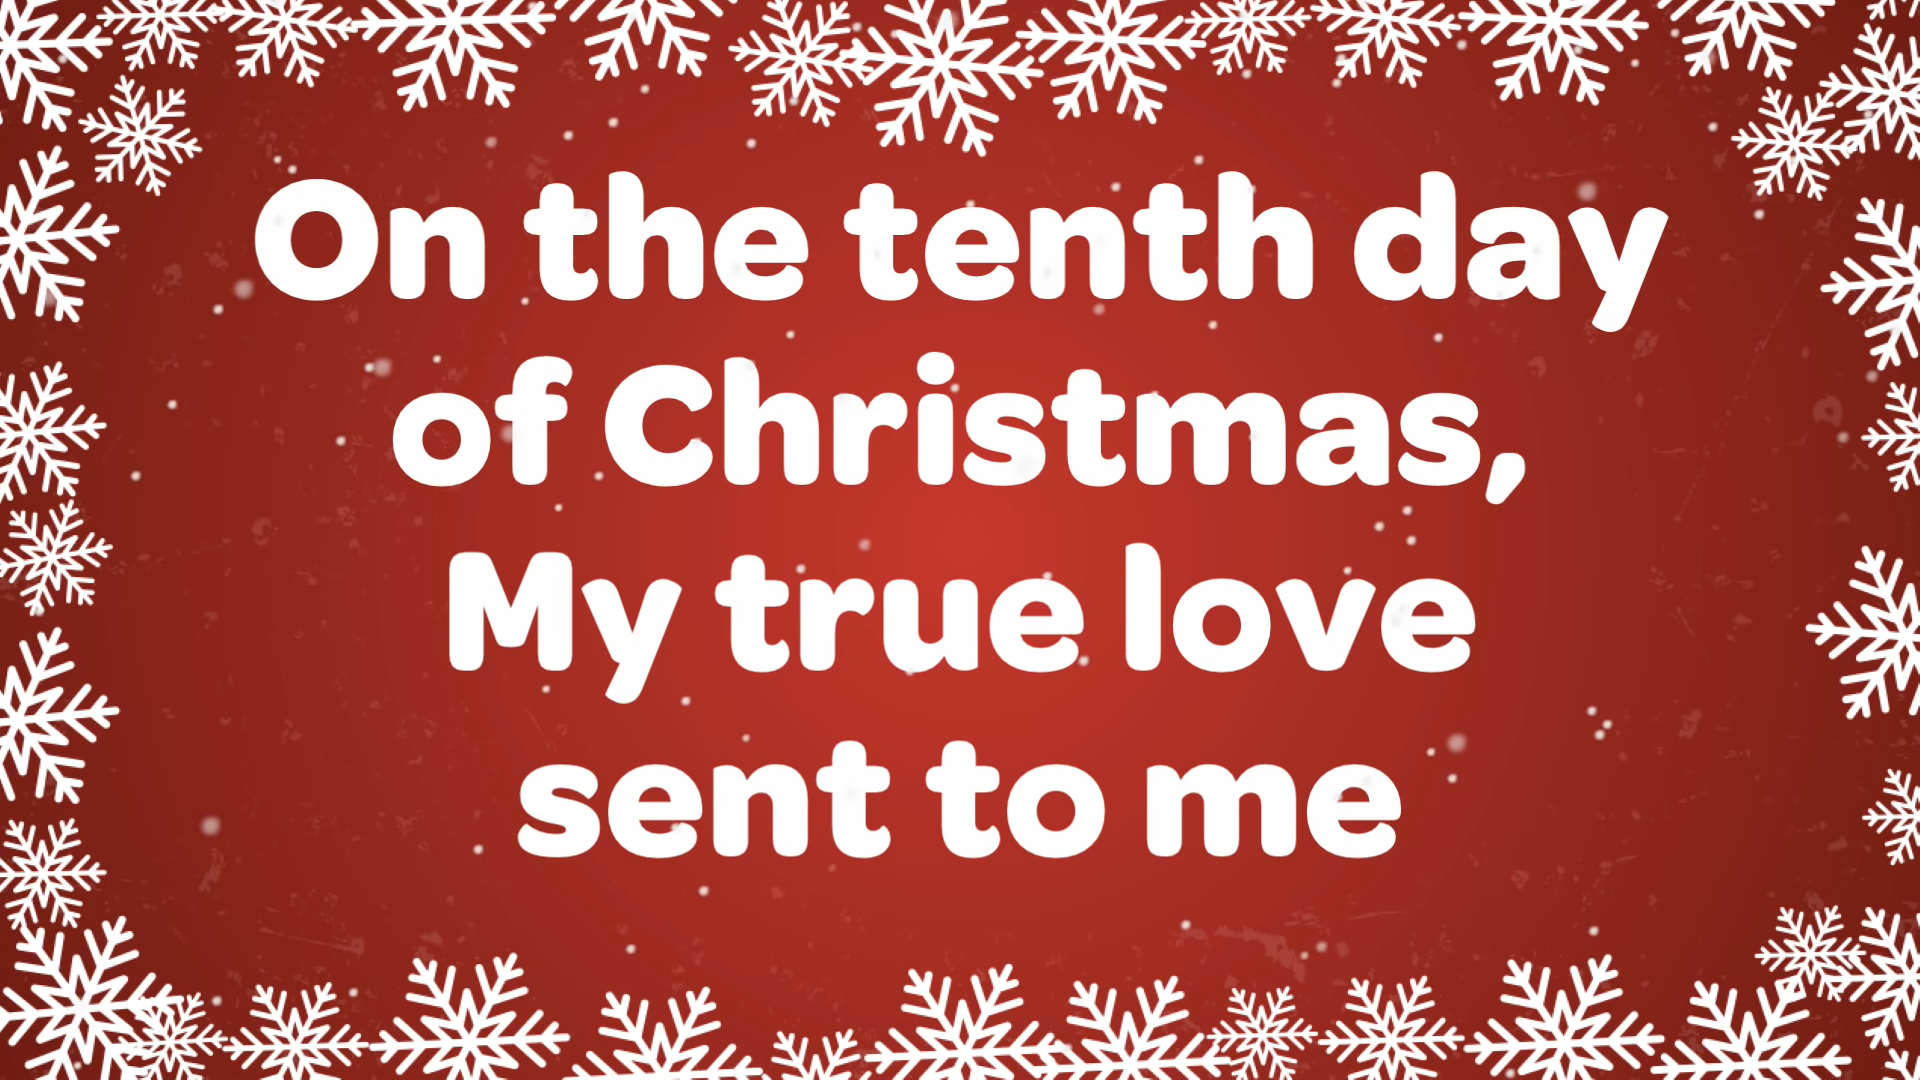 On the tenth day
of Christmas,
My true love
sent to me